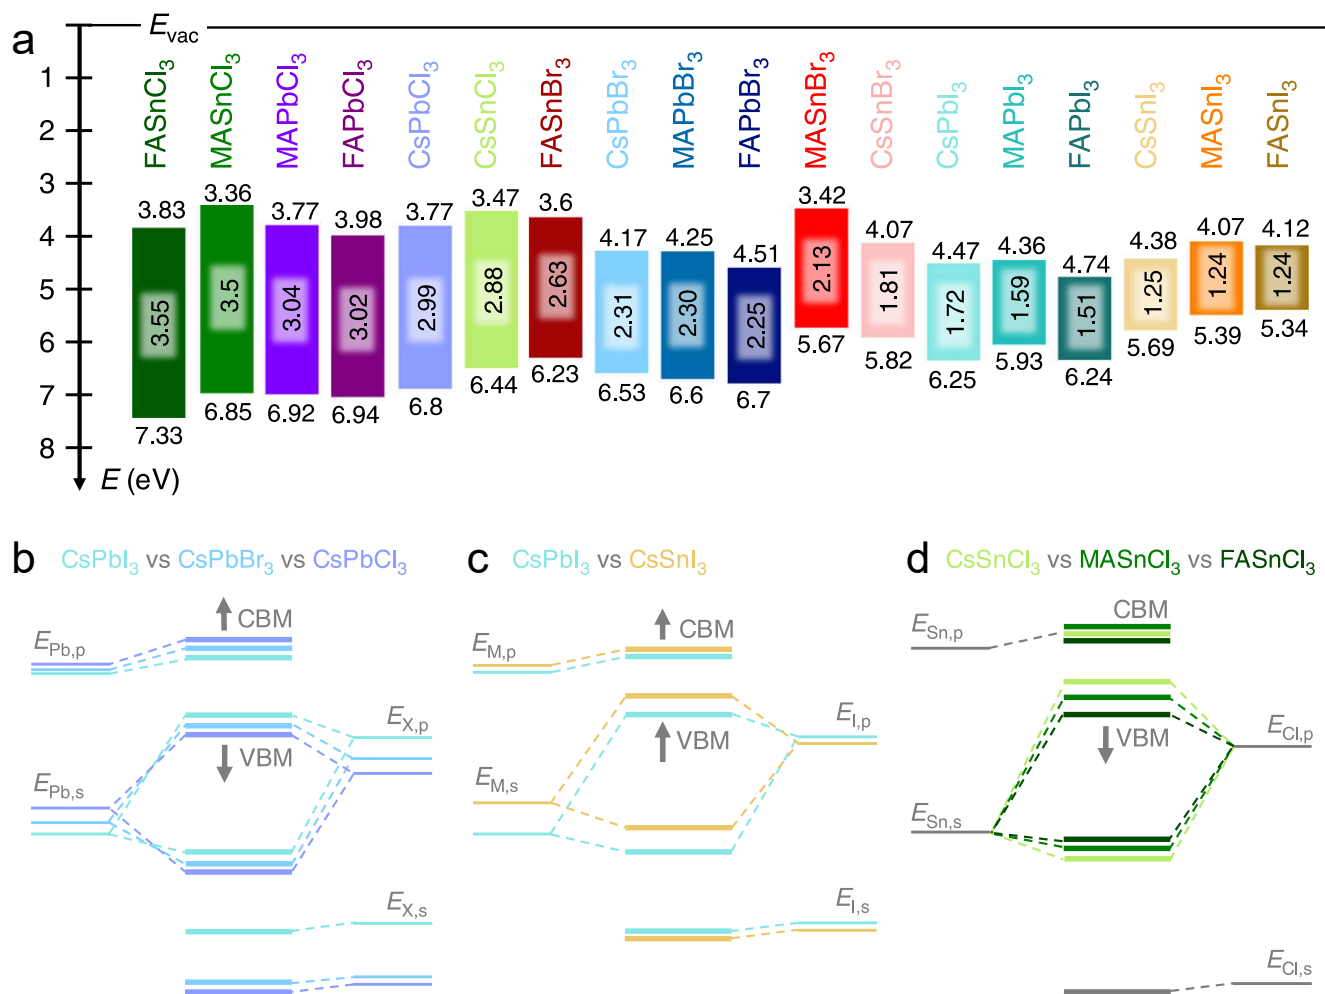 a
E_vac
FASnCl₃
MASnCl₃
MAPbCl₃
FAPbCl₃
CsPbCl₃
CsSnCl₃
FASnBr₃
CsPbBr₃
MAPbBr₃
FAPbBr₃
MASnBr₃
CsSnBr₃
CsPbI₃
MAPbI₃
FAPbI₃
CsSnI₃
MASnI₃
FASnI₃
1
2
3
4
5
6
7
8
E (eV)
3.83 3.36 3.77 3.98 3.77 3.47 3.6 4.17 4.25 4.51 3.42 4.07 4.47 4.36 4.74 4.38 4.07 4.12
3.55 3.5 3.04 3.02 2.99 2.88 2.63 2.31 2.30 2.25 2.13 1.81 1.72 1.59 1.51 1.25 1.24 1.24
7.33 6.85 6.92 6.94 6.8 6.44 6.23 6.53 6.6 6.7 5.67 5.82 6.25 5.93 6.24 5.69 5.39 5.34
b CsPbI₃ vs CsPbBr₃ vs CsPbCl₃
CBM
E_Pb,p
E_X,p
VBM
E_Pb,s
E_X,s
c CsPbI₃ vs CsSnI₃
CBM
E_M,p
E_I,p
VBM
E_M,s
E_I,s
d CsSnCl₃ vs MASnCl₃ vs FASnCl₃
CBM
E_Sn,p
E_Cl,p
VBM
E_Sn,s
E_Cl,s